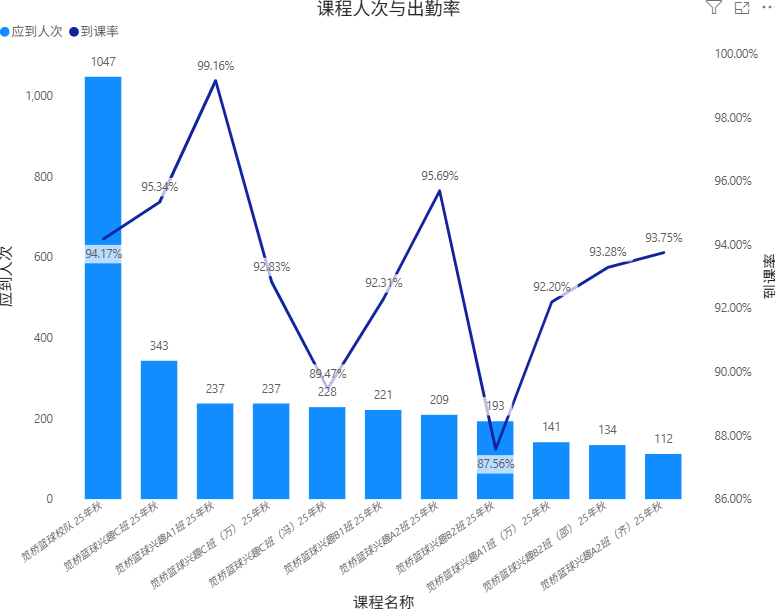 课程人次与出勤率
应到人次 到课率
1047
343
237
237
228
221
209
193
141
134
112
94.17%
95.34%
99.16%
92.83%
89.47%
92.31%
95.69%
87.56%
92.20%
93.28%
93.75%
1,000
800
600
400
200
0
应到人次
100.00%
98.00%
96.00%
94.00%
92.00%
90.00%
88.00%
86.00%
到课率
笕桥篮球校队 25年秋
笕桥篮球兴趣C班 25年秋
笕桥篮球兴趣A1班 25年秋
笕桥篮球兴趣C班（万） 25年秋
笕桥篮球兴趣C班（冯） 25年秋
笕桥篮球兴趣B1班 25年秋
笕桥篮球兴趣A2班 25年秋
笕桥篮球兴趣B2班 25年秋
笕桥篮球兴趣A1班（万） 25年秋
笕桥篮球兴趣B2班（邵） 25年秋
笕桥篮球兴趣A2班（齐） 25年秋
课程名称